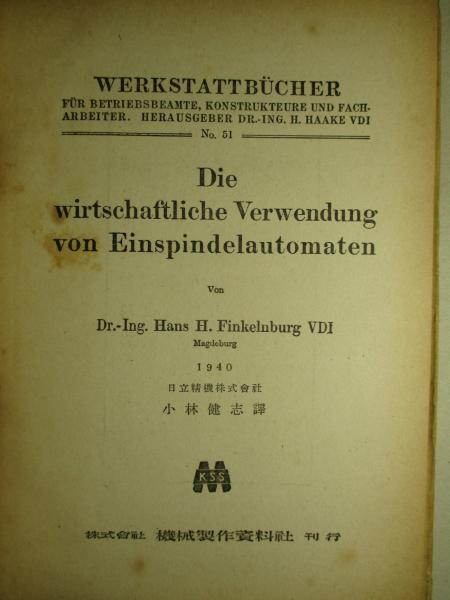 WERKSTATTBÜCHER
FÜR BETRIEBSBEAMTE, KONSTRUKTEURE UND FACH-
ARBEITER. HERAUSGEBER DR.-ING. H. HAAKE VDI
No. 51
Die
wirtschaftliche Verwendung
von Einspindelautomaten
Von
Dr.-Ing. Hans H. Finkelnburg VDI
Magdeburg
1940
日立精機株式會社
小林健志譯
KSS
株式会社 機械製作資料社 刊行